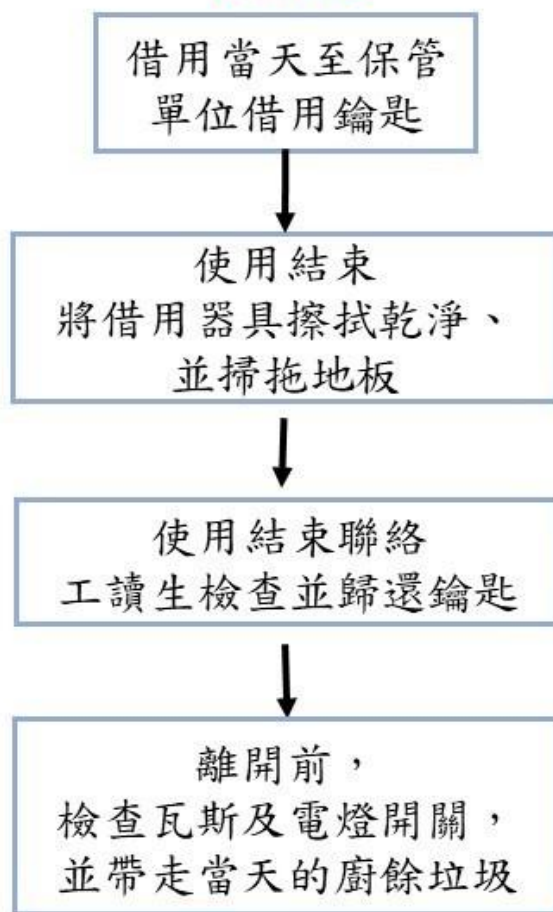 借用當天至保管
單位借用鑰匙
使用結束
將借用器具擦拭乾淨、
並掃拖地板
使用結束聯絡
工讀生檢查並歸還鑰匙
離開前，
檢查瓦斯及電燈開關，
並帶走當天的廚餘垃圾